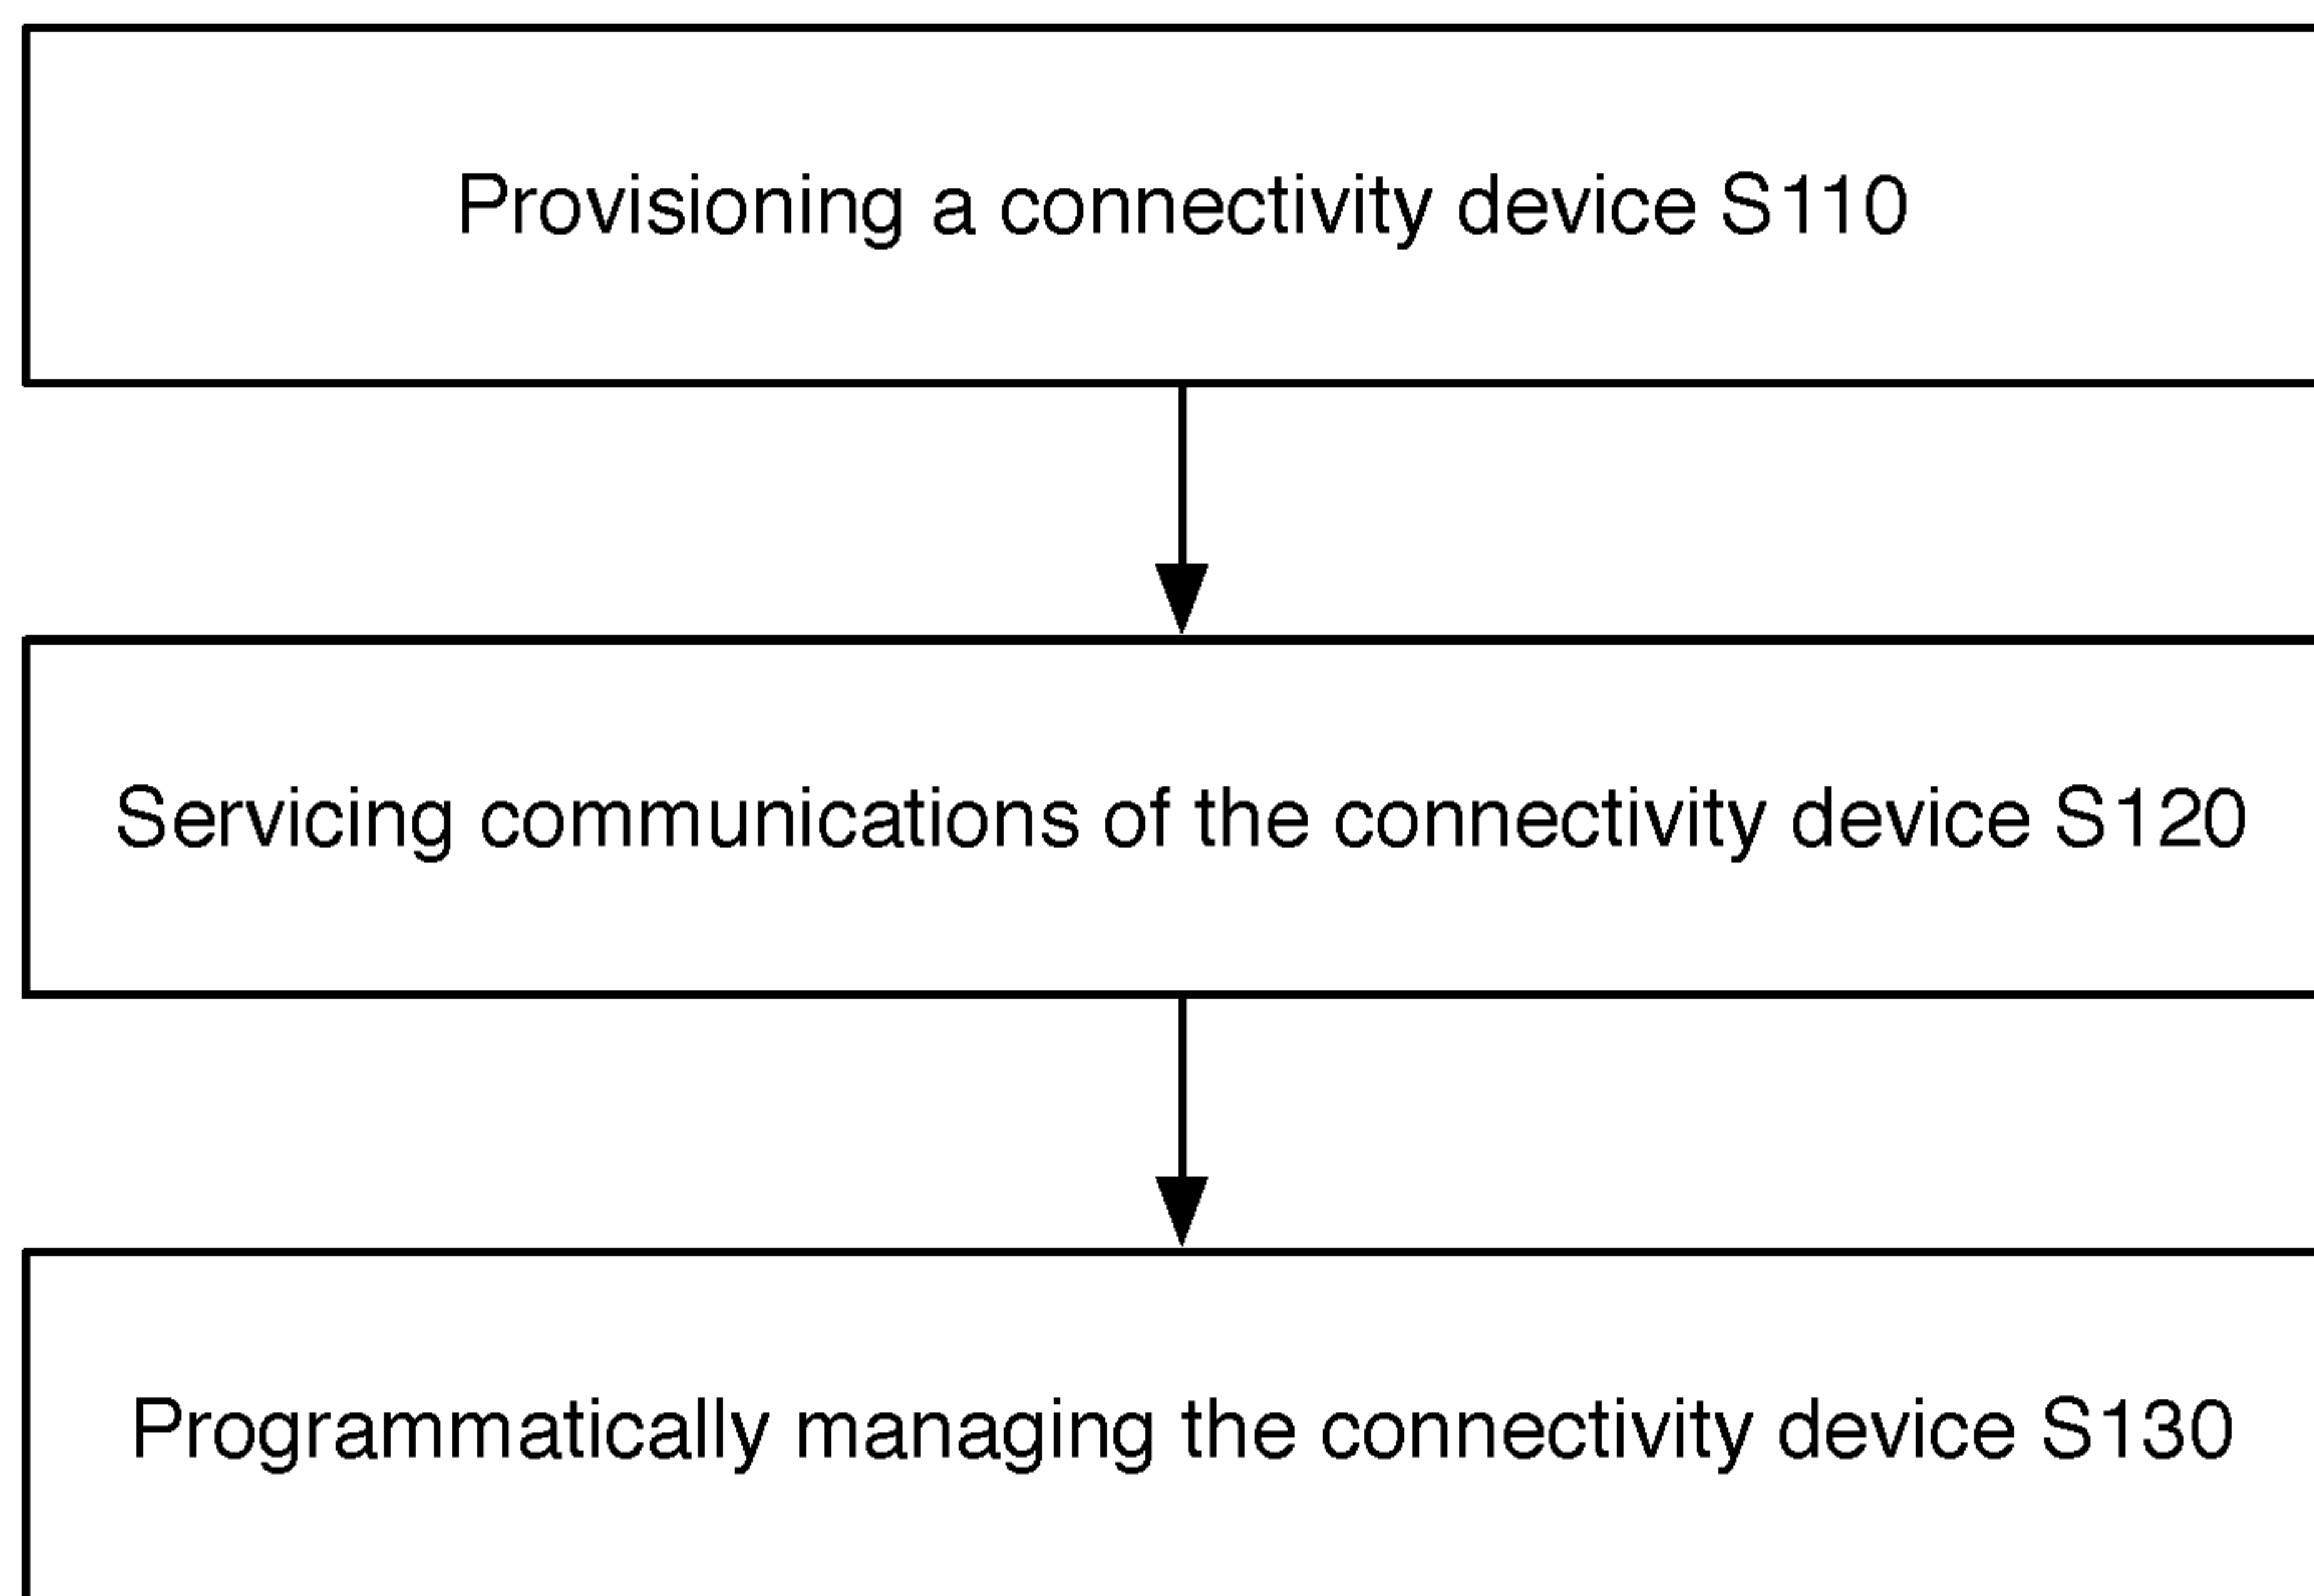 Provisioning a connectivity device S110
Servicing communications of the connectivity device S120
Programmatically managing the connectivity device S130